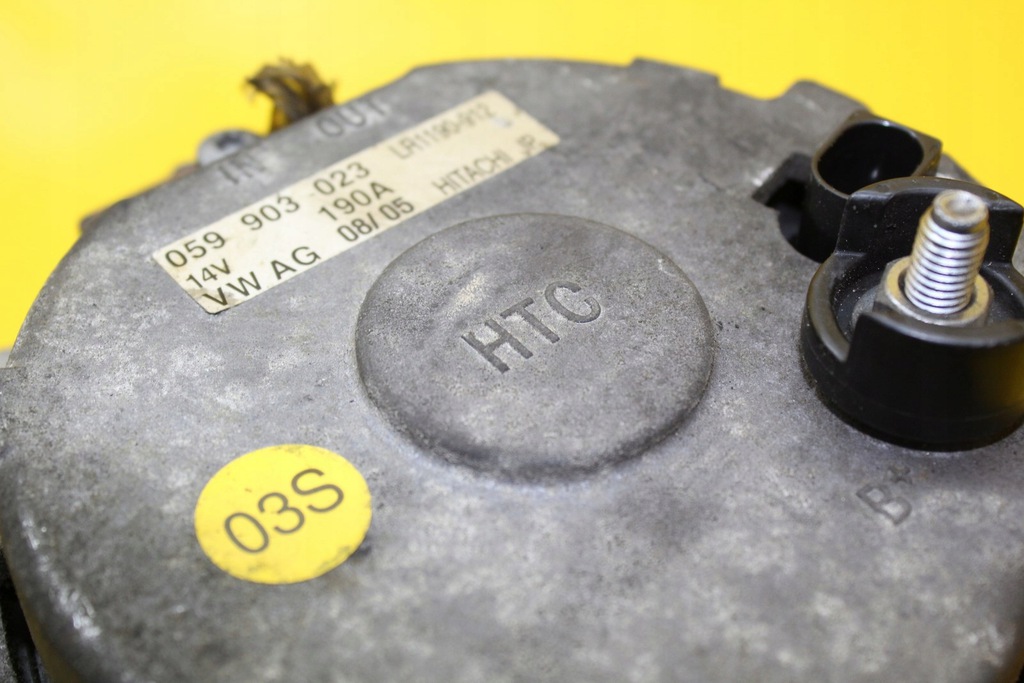 IN OUT
059 903 023 LR1190-912
14V 190A HITACHI JP
VW AG 08/05
HTC
03S
B+